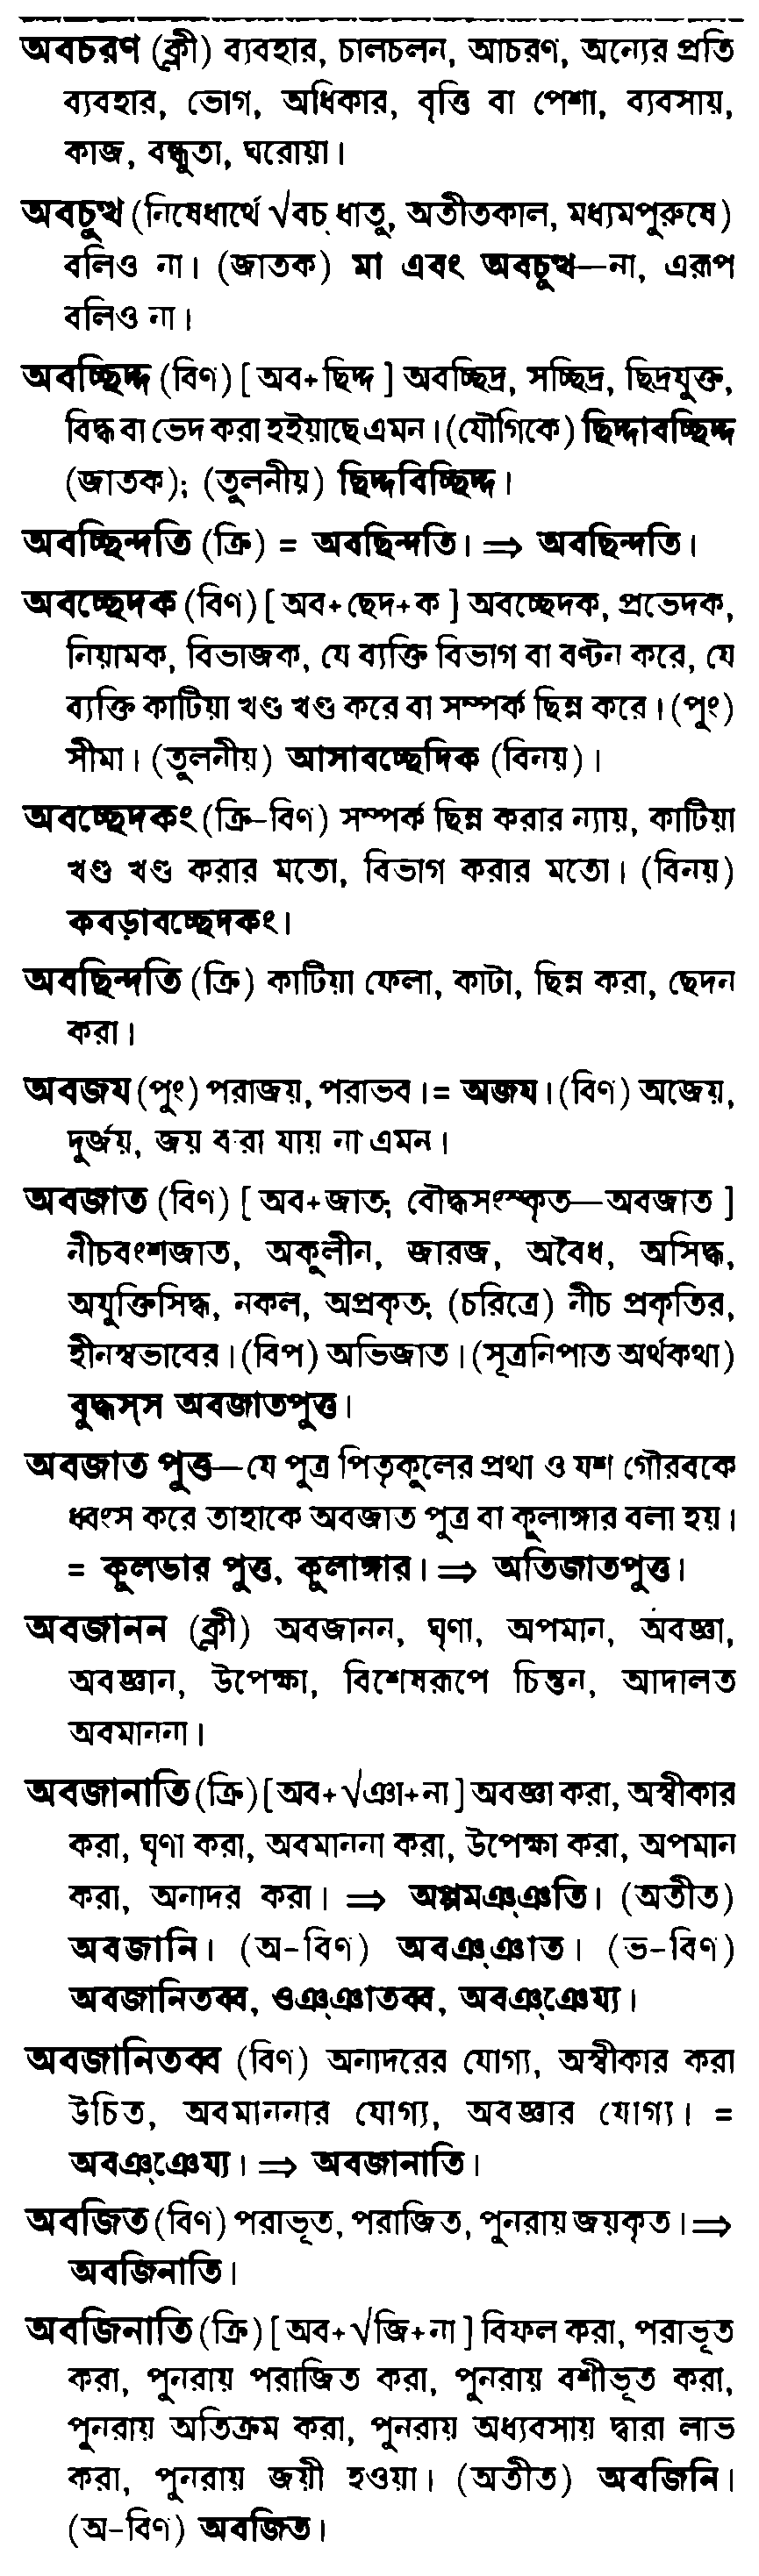 অবচরণ (ক্লী) ব্যবহার, চালচলন, আচরণ, অন্যের প্রতি
ব্যবহার, ভোগ, অধিকার, বৃত্তি বা পেশা, ব্যবসায়,
কাজ, বন্ধুতা, ঘরোয়া।
অবচুত্থ (নিষেধার্থে √বচ্ ধাতু, অতীতকাল, মধ্যমপুরুষে)
বলিও না। (জাতক) মা এবং অবচুত্থ—না, এরূপ
বলিও না।
অবচ্ছিদ্দ (বিণ) [ অব+ছিদ্দ ] অবচ্ছিদ্র, সচ্ছিদ্র, ছিদ্রযুক্ত,
বিদ্ধ বা ভেদ করা হইয়াছে এমন। (যৌগিকে) ছিদ্দাবচ্ছিদ্দ
(জাতক); (তুলনীয়) ছিদ্দবিচ্ছিদ্দ।
অবচ্ছিন্দতি (ক্রি) = অবছিন্দতি। ⇒ অবছিন্দতি।
অবচ্ছেদক (বিণ) [ অব+ছেদ+ক ] অবচ্ছেদক, প্রভেদক,
নিয়ামক, বিভাজক, যে ব্যক্তি বিভাগ বা বণ্টন করে, যে
ব্যক্তি কাটিয়া খণ্ড খণ্ড করে বা সম্পর্ক ছিন্ন করে। (পুং)
সীমা। (তুলনীয়) আসাবচ্ছেদিক (বিনয়)।
অবচ্ছেদকং (ক্রি-বিণ) সম্পর্ক ছিন্ন করার ন্যায়, কাটিয়া
খণ্ড খণ্ড করার মতো, বিভাগ করার মতো। (বিনয়)
কবড়াবচ্ছেদকং।
অবছিন্দতি (ক্রি) কাটিয়া ফেলা, কাটা, ছিন্ন করা, ছেদন
করা।
অবজয (পুং) পরাজয়, পরাভব। = অজয। (বিণ) অজেয়,
দুর্জয়, জয় করা যায় না এমন।
অবজাত (বিণ) [ অব+জাত; বৌদ্ধসংস্কৃত—অবজাত ]
নীচবংশজাত, অকুলীন, জারজ, অবৈধ, অসিদ্ধ,
অযুক্তিসিদ্ধ, নকল, অপ্রকৃত; (চরিত্রে) নীচ প্রকৃতির,
হীনস্বভাবের। (বিপ) অভিজাত। (সূত্রনিপাত অর্থকথা)
বুদ্ধস্স অবজাতপুত্ত।
অবজাত পুত্ত—যে পুত্র পিতৃকুলের প্রথা ও যশ গৌরবকে
ধ্বংস করে তাহাকে অবজাত পুত্র বা কুলাঙ্গার বলা হয়।
= কুলডার পুত্ত, কুলাঙ্গার। ⇒ অতিজাতপুত্ত।
অবজানন (ক্লী) অবজানন, ঘৃণা, অপমান, অবজ্ঞা,
অবজ্ঞান, উপেক্ষা, বিশেষরূপে চিন্তন, আদালত
অবমাননা।
অবজানাতি (ক্রি) [ অব+√ঞা+না ] অবজ্ঞা করা, অস্বীকার
করা, ঘৃণা করা, অবমাননা করা, উপেক্ষা করা, অপমান
করা, অনাদর করা। ⇒ অপ্পমঞ্ঞতি। (অতীত)
অবজানি। (অ-বিণ) অবঞ্ঞাত। (ভ-বিণ)
অবজানিতব্ব, ওঞ্ঞাতব্ব, অবঞ্ঞেয্য।
অবজানিতব্ব (বিণ) অনাদরের যোগ্য, অস্বীকার করা
উচিত, অবমাননার যোগ্য, অবজ্ঞার যোগ্য। =
অবঞ্ঞেয্য। ⇒ অবজানাতি।
অবজিত (বিণ) পরাভূত, পরাজিত, পুনরায় জয়কৃত। ⇒
অবজিনাতি।
অবজিনাতি (ক্রি) [ অব+√জি+না ] বিফল করা, পরাভূত
করা, পুনরায় পরাজিত করা, পুনরায় বশীভূত করা,
পুনরায় অতিক্রম করা, পুনরায় অধ্যবসায় দ্বারা লাভ
করা, পুনরায় জয়ী হওয়া। (অতীত) অবজিনি।
(অ-বিণ) অবজিত।